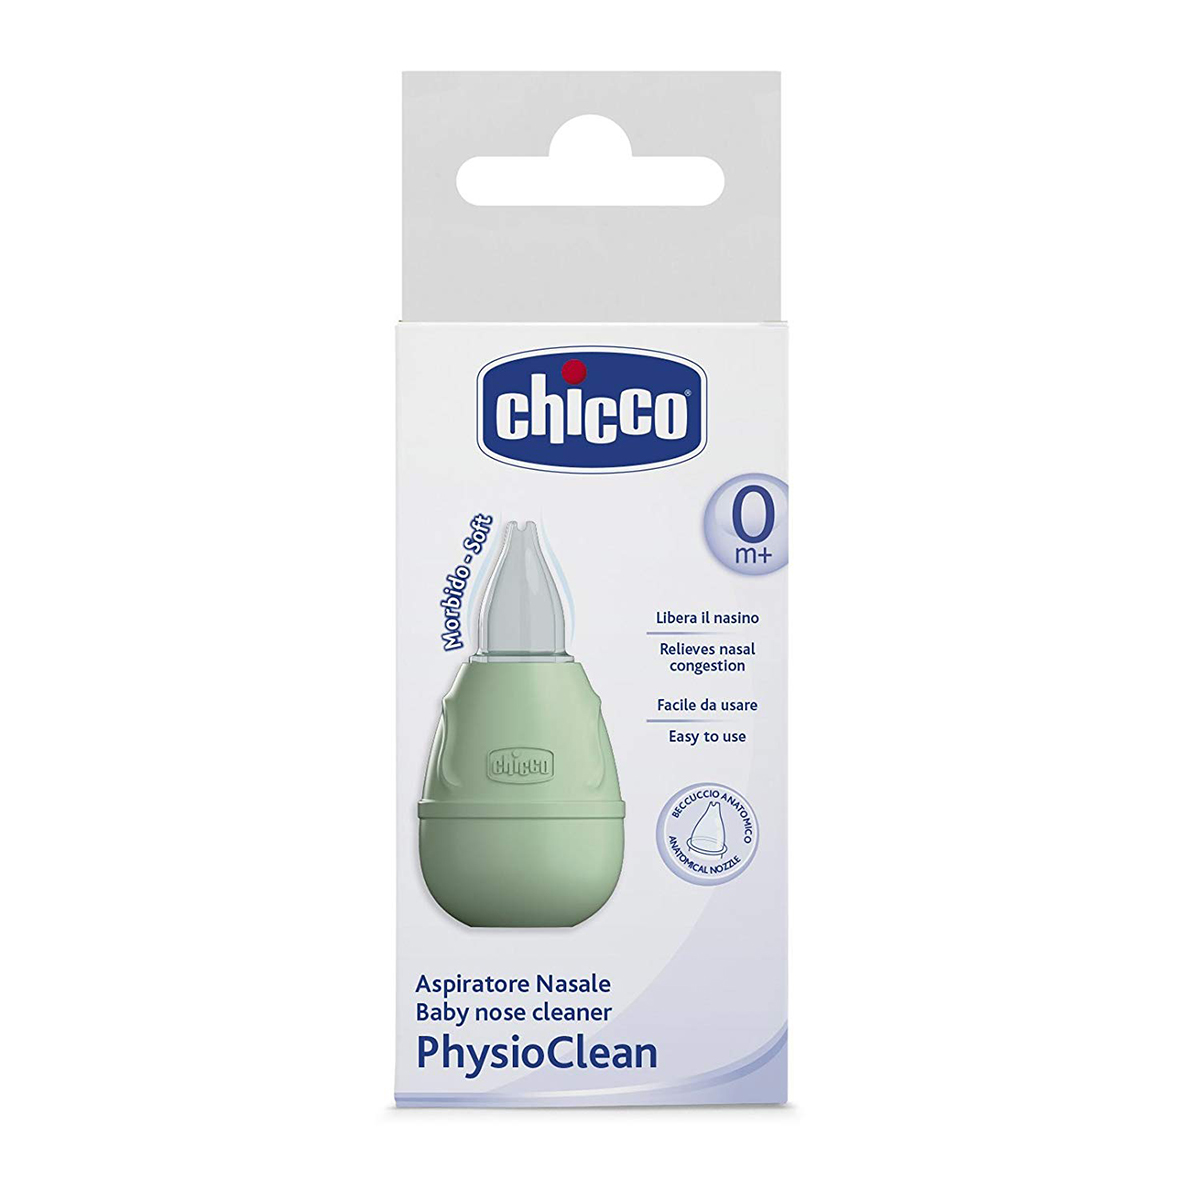 chicco®
0
m+
Morbido - Soft
Libera il nasino
Relieves nasal
congestion
Facile da usare
Easy to use
chicco
BECCUCCIO ANATOMICO
ANATOMICAL NOZZLE
Aspiratore Nasale
Baby nose cleaner
PhysioClean